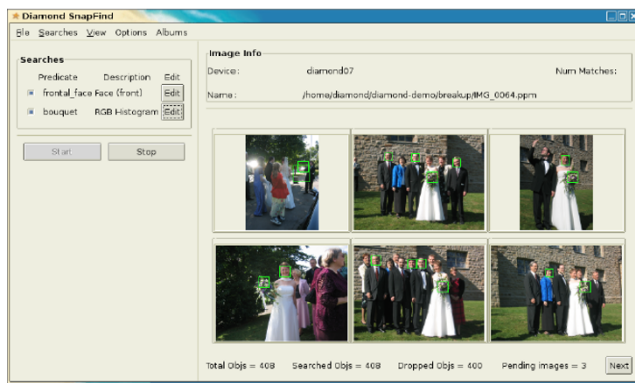 Diamond SnapFind
File Searches View Options Albums
Searches
Predicate Description Edit
frontal_face Face (front) Edit
bouquet RGB Histogram Edit
Start Stop
Image Info
Device: diamond07 Num Matches:
Name: /home/diamond/diamond-demo/breakup/IMG_0064.ppm
Total Objs = 408 Searched Objs = 408 Dropped Objs = 400 Pending images = 3 Next